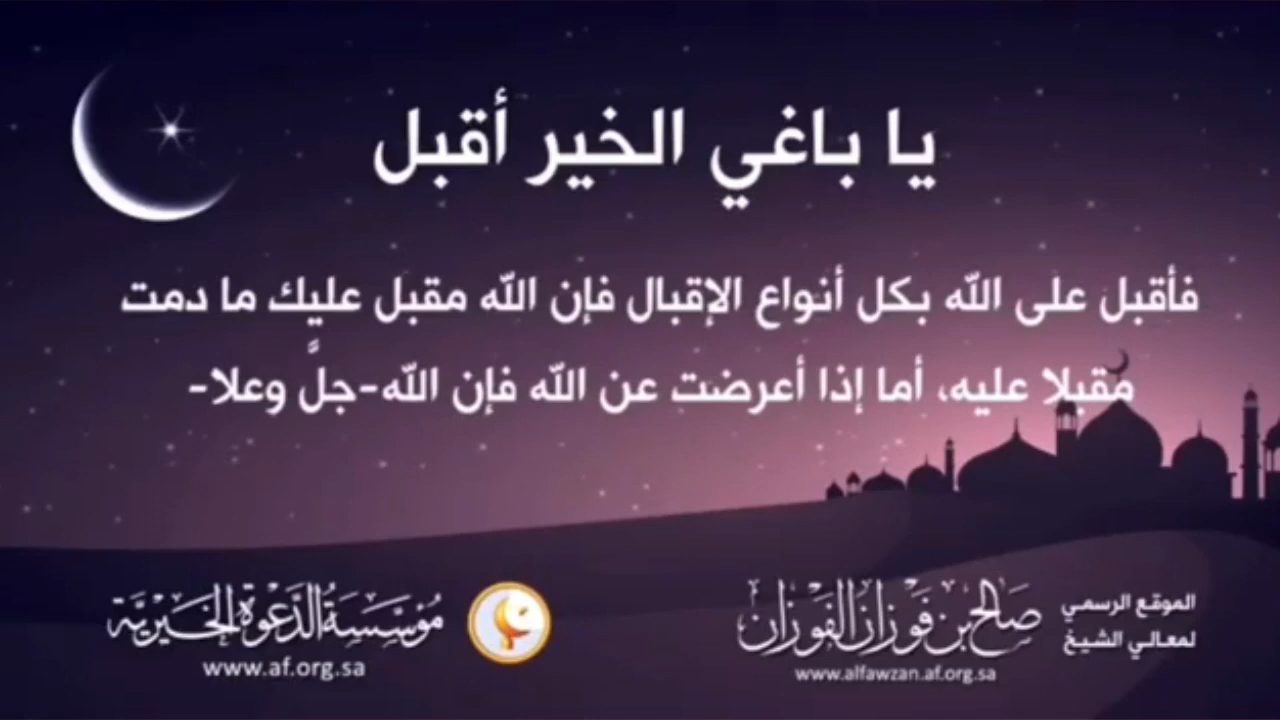 يا باغي الخير أقبل
فأقبل على الله بكل أنواع الإقبال فإن الله مقبل عليك ما دمت
مقبلا عليه، أما إذا أعرضت عن الله فإن الله-جلَّ وعلا-
الموقع الرسمي
لمعالي الشيخ
صالح بن فوزان الفوزان
www.alfawzan.af.org.sa
مؤسسة الدعوة الخيرية
www.af.org.sa